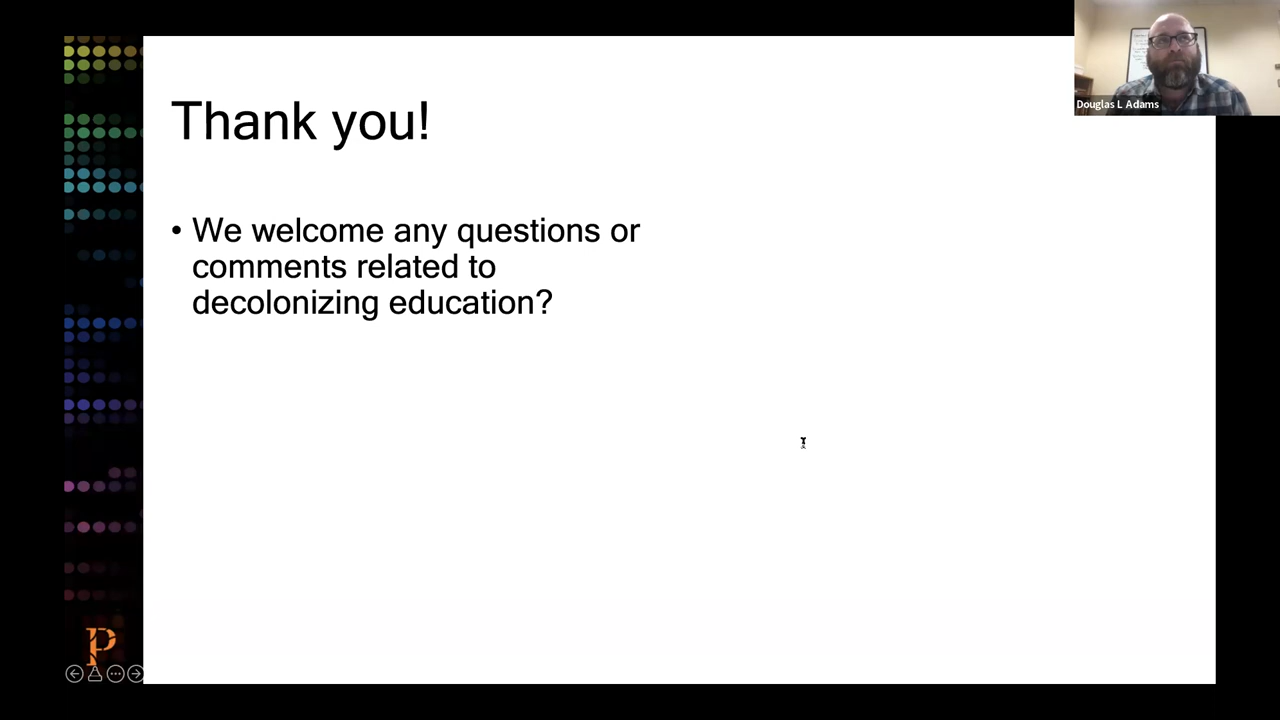 Thank you!
• We welcome any questions or
comments related to
decolonizing education?
Douglas L Adams
P